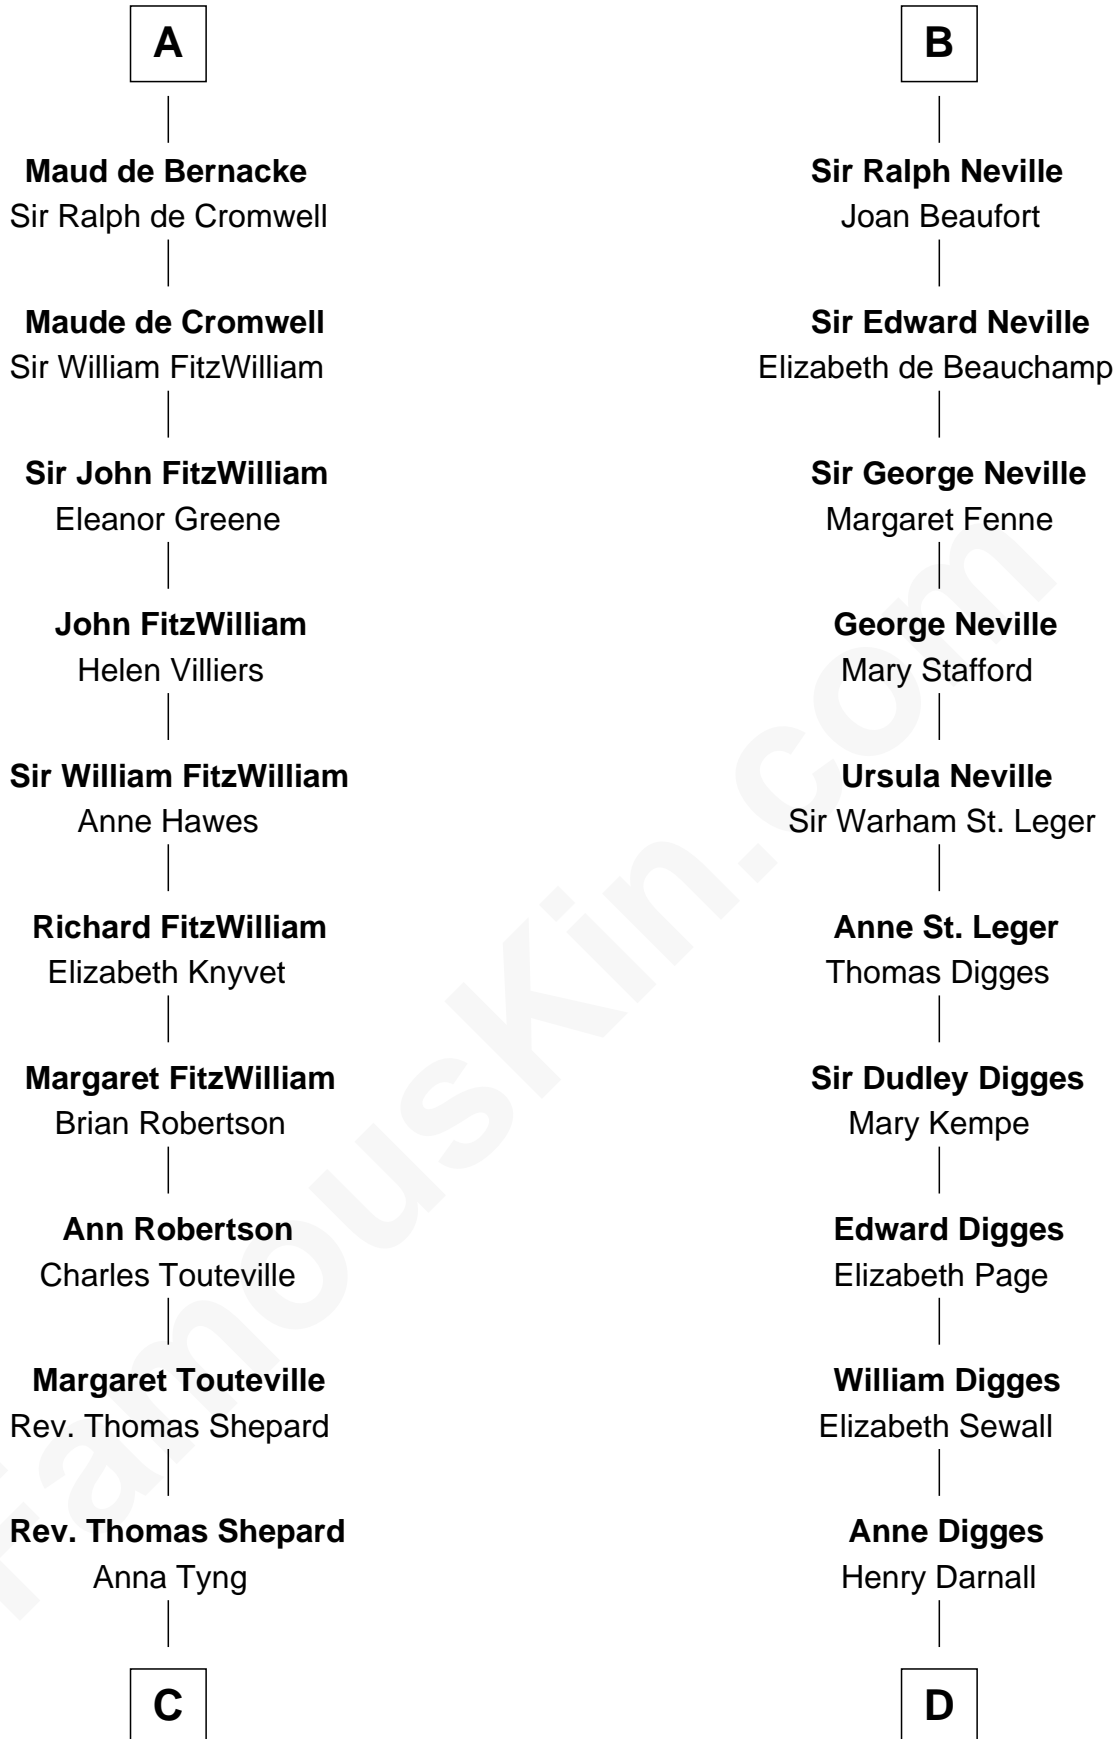 A
Maud de Bernacke
Sir Ralph de Cromwell
Maude de Cromwell
Sir William FitzWilliam
Sir John FitzWilliam
Eleanor Greene
John FitzWilliam
Helen Villiers
Sir William FitzWilliam
Anne Hawes
Richard FitzWilliam
Elizabeth Knyvet
Margaret FitzWilliam
Brian Robertson
Ann Robertson
Charles Touteville
Margaret Touteville
Rev. Thomas Shepard
Rev. Thomas Shepard
Anna Tyng
C
B
Sir Ralph Neville
Joan Beaufort
Sir Edward Neville
Elizabeth de Beauchamp
Sir George Neville
Margaret Fenne
George Neville
Mary Stafford
Ursula Neville
Sir Warham St. Leger
Anne St. Leger
Thomas Digges
Sir Dudley Digges
Mary Kempe
Edward Digges
Elizabeth Page
William Digges
Elizabeth Sewall
Anne Digges
Henry Darnall
D
FamousKin.com